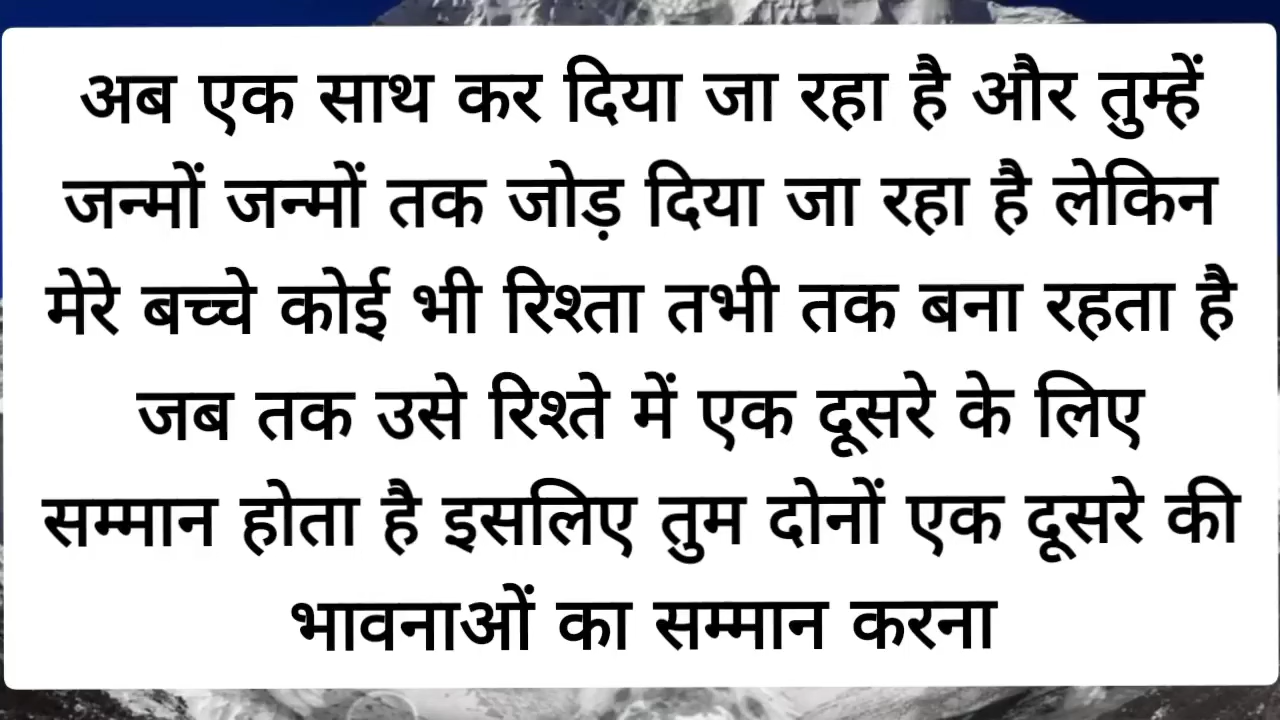 अब एक साथ कर दिया जा रहा है और तुम्हें
जन्मों जन्मों तक जोड़ दिया जा रहा है लेकिन
मेरे बच्चे कोई भी रिश्ता तभी तक बना रहता है
जब तक उसे रिश्ते में एक दूसरे के लिए
सम्मान होता है इसलिए तुम दोनों एक दूसरे की
भावनाओं का सम्मान करना